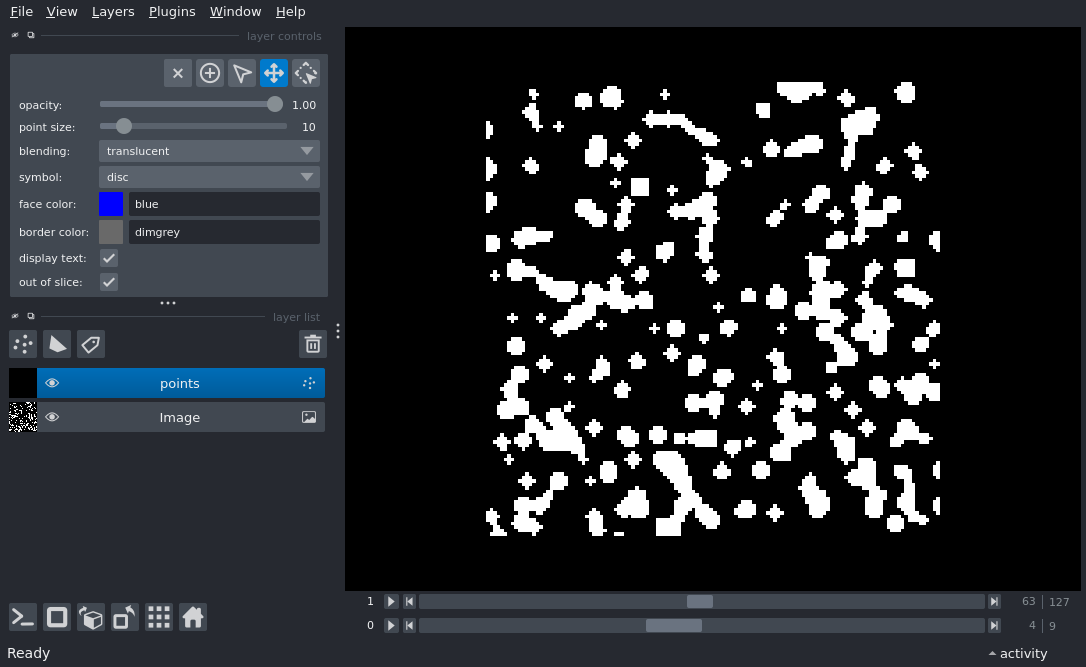 File View Layers Plugins Window Help
layer controls
opacity: 1.00
point size: 10
blending: translucent
symbol: disc
face color: blue
border color: dimgrey
display text:
out of slice:
layer list
points
Image
1 63 127
0 4 9
Ready activity